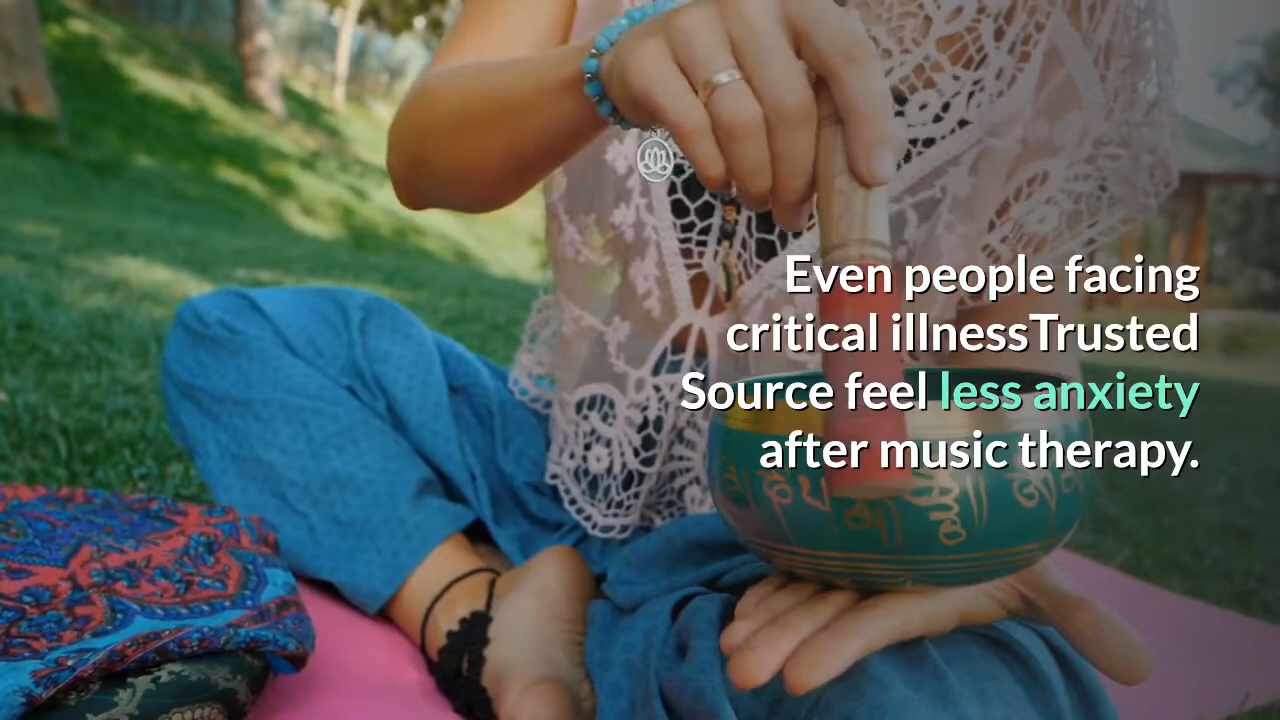 Even people facing
critical illnessTrusted
Source feel less anxiety
after music therapy.